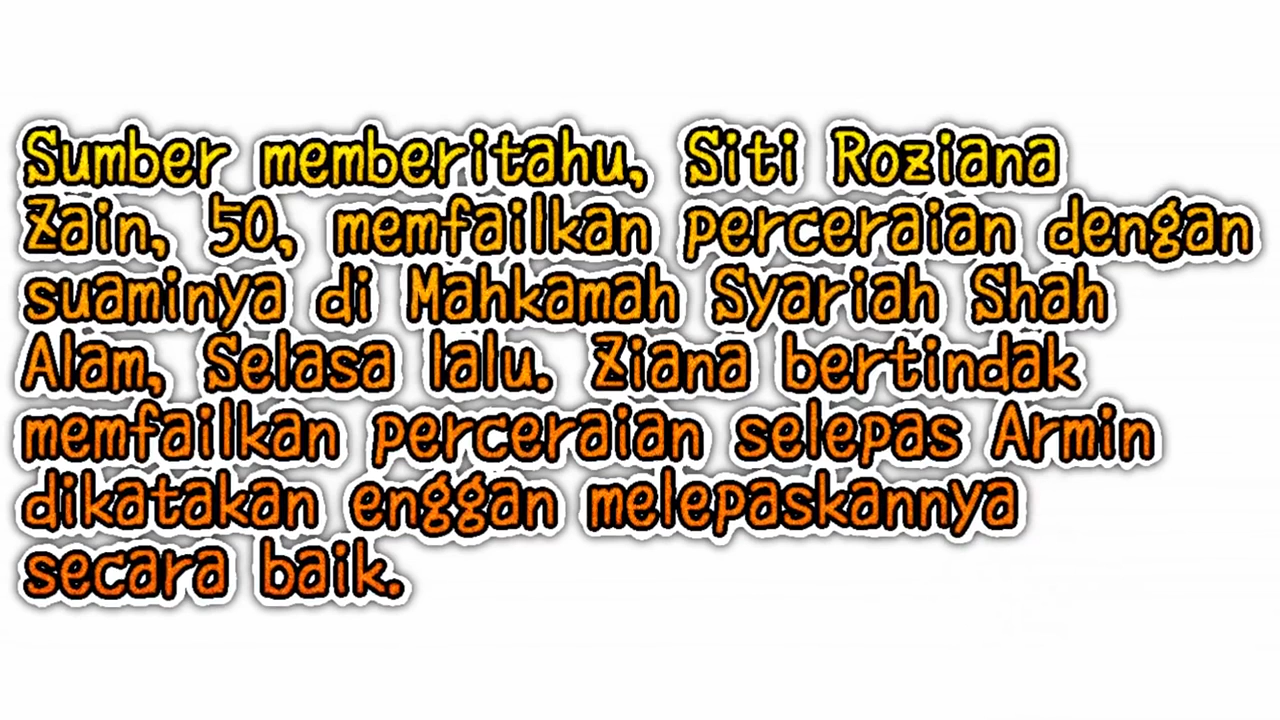 Sumber memberitahu, Siti Roziana
Zain, 50, memfailkan perceraian dengan
suaminya di Mahkamah Syariah Shah
Alam, Selasa lalu. Ziana bertindak
memfailkan perceraian selepas Armin
dikatakan enggan melepaskannya
secara baik.